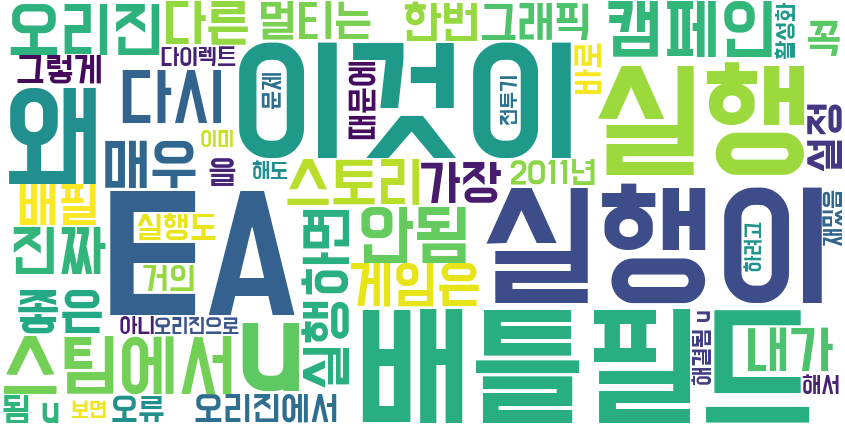 오리진
다른
멀티는
한번
그래픽
캠페인
활성화
꼭
그렇게
다이렉트
이것이
바로
왜
다시
문제
때문에
전투기
실행
설정
이미
매우
을
해도
스토리
가장
2011년
배필
EA
실행도
안됨
실행이
하려고
재밌음
진짜
거의
실행하면
게임은
좋은
아니
오리진으로
배틀필드
스팀에서
u
해결됨 u
내가
됨 u
보면
오류
오리진에서
해서